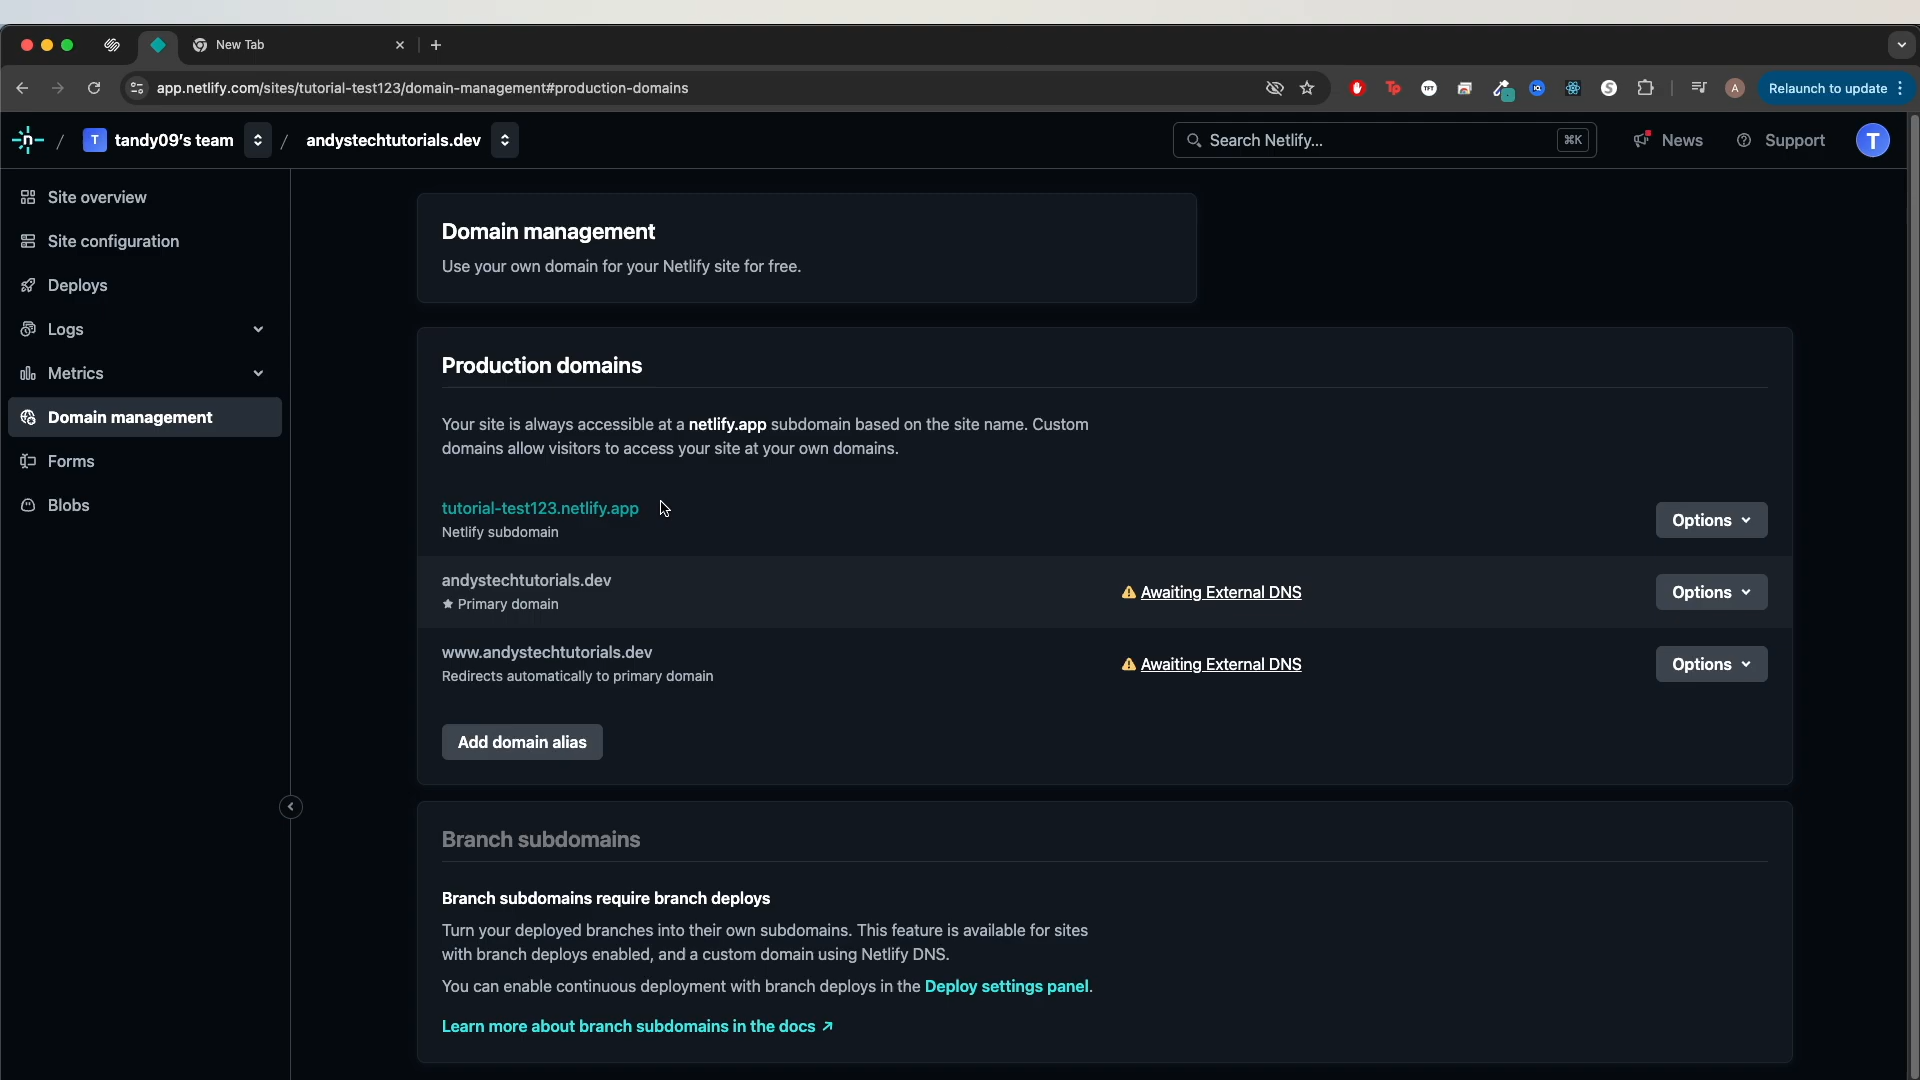 New Tab
app.netlify.com/sites/tutorial-test123/domain-management#production-domains
Tp
TFT
IQ
S
A
Relaunch to update
n / T tandy09's team / andystechtutorials.dev
Search Netlify...
⌘K
News
Support
T
Site overview
Site configuration
Deploys
Logs
Metrics
Domain management
Forms
Blobs
Domain management
Use your own domain for your Netlify site for free.
Production domains
Your site is always accessible at a netlify.app subdomain based on the site name. Custom
domains allow visitors to access your site at your own domains.
tutorial-test123.netlify.app
Netlify subdomain
Options
andystechtutorials.dev
★ Primary domain
Awaiting External DNS
Options
www.andystechtutorials.dev
Redirects automatically to primary domain
Awaiting External DNS
Options
Add domain alias
Branch subdomains
Branch subdomains require branch deploys
Turn your deployed branches into their own subdomains. This feature is available for sites
with branch deploys enabled, and a custom domain using Netlify DNS.
You can enable continuous deployment with branch deploys in the Deploy settings panel.
Learn more about branch subdomains in the docs ↗